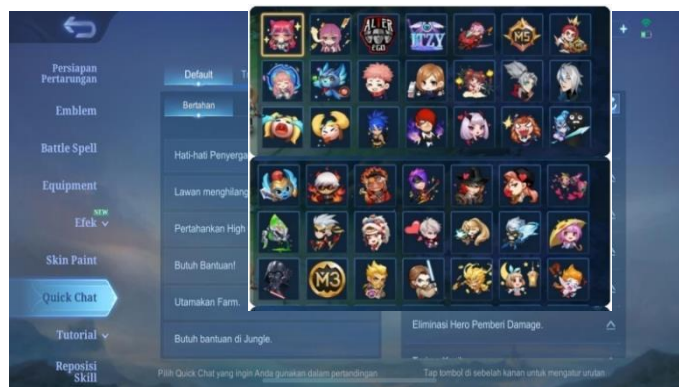 Persiapan
Pertarungan
Emblem
Battle Spell
Equipment
NEW
Efek
Skin Paint
Quick Chat
Tutorial
Reposisi
Skill
Default
Bertahan
Hati-hati Penyerga
Lawan menghilang
Pertahankan High
Butuh Bantuan!
Utamakan Farm.
Butuh bantuan di Jungle.
ALTER
EGO
ITZY
M5
M3
Eliminasi Hero Pemberi Damage.
Pilih Quick Chat yang ingin Anda gunakan dalam pertandingan
Tap tombol di sebelah kanan untuk mengatur urutan